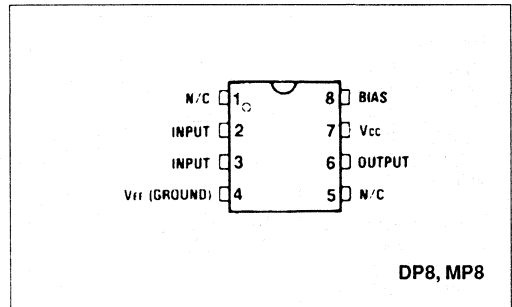 N/C 1 8 BIAS
INPUT 2 7 Vcc
INPUT 3 6 OUTPUT
VEE (GROUND) 4 5 N/C
DP8, MP8